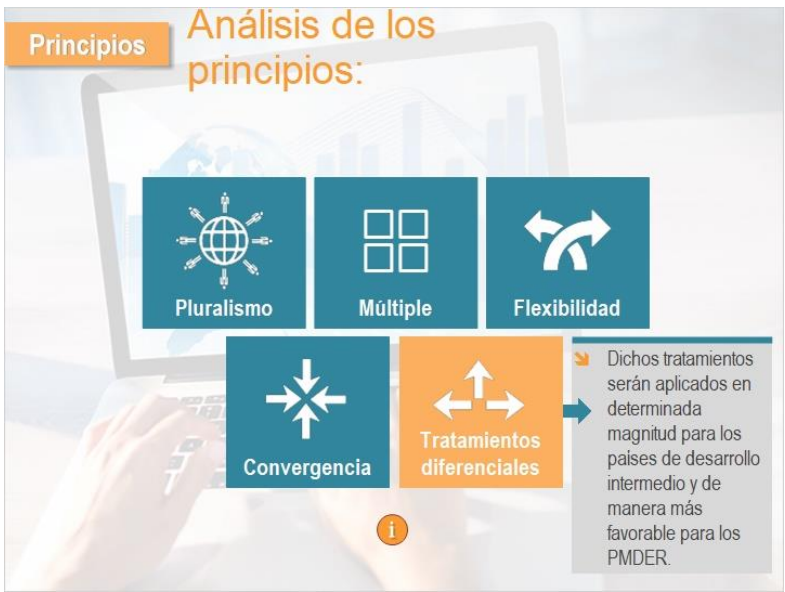 Principios
Análisis de los
principios:
Pluralismo
Múltiple
Flexibilidad
Convergencia
Tratamientos
diferenciales
Dichos tratamientos
serán aplicados en
determinada
magnitud para los
paises de desarrollo
intermedio y de
manera más
favorable para los
PMDER.
i